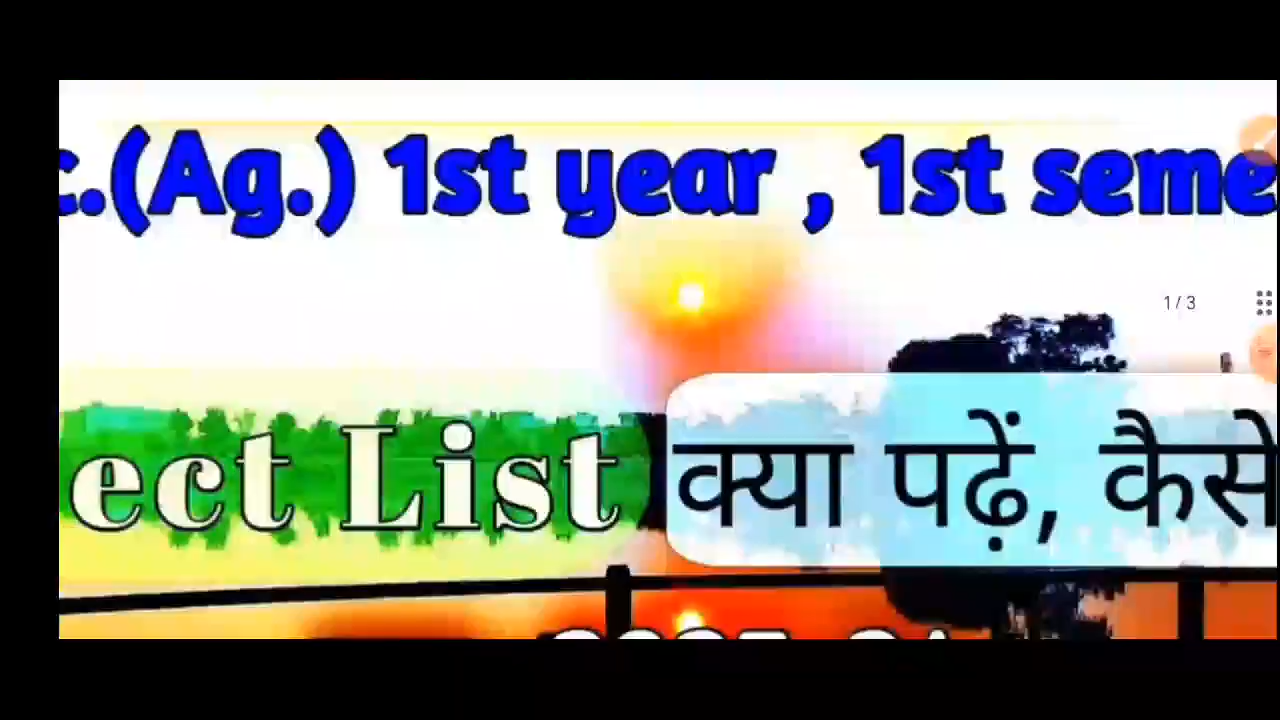 c.(Ag.) 1st year , 1st seme
1 / 3
ect List
क्या पढ़ें, कैसे